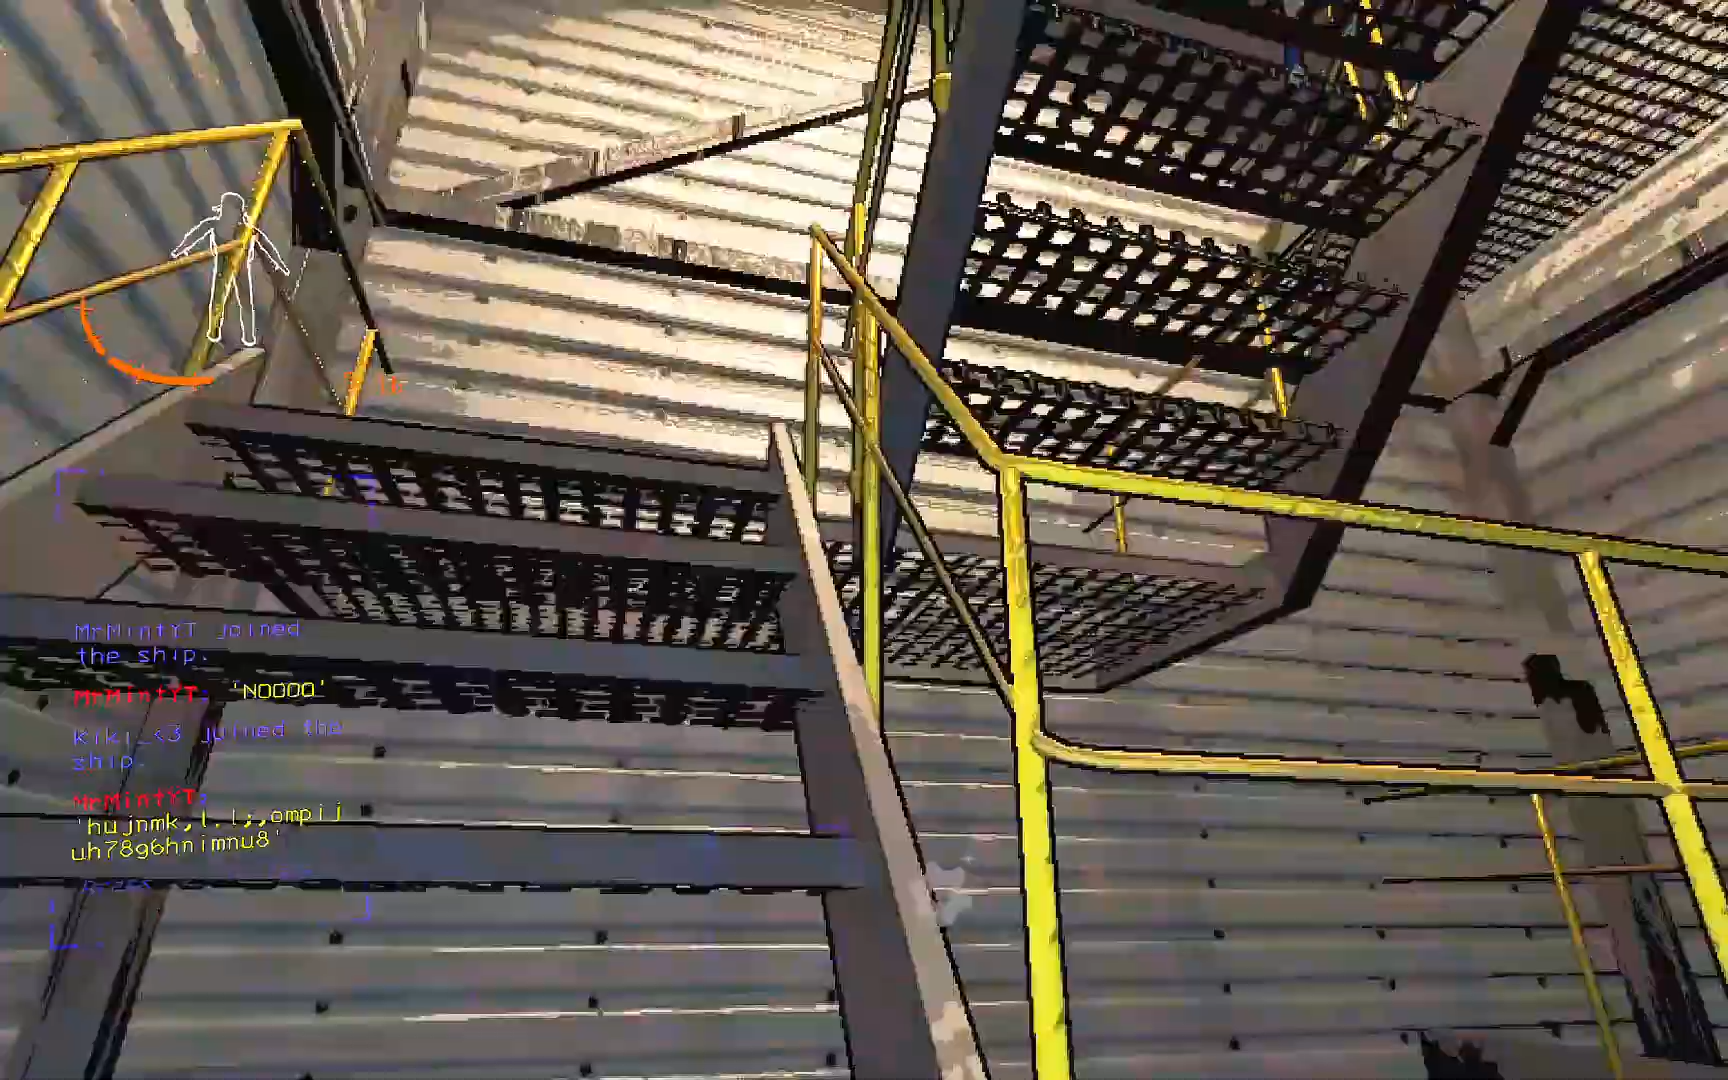 MrMintYT joined
the ship.
MrMintYT: 'NOOOO'
Kiki_<3 joined the
ship.
MrMintYT:
'hujnmk,l.l;,ompij
uh78g6hnimnu8'